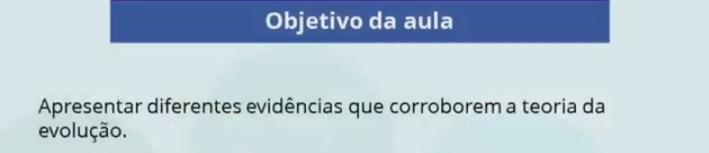 Objetivo da aula
Apresentar diferentes evidências que corroborem a teoria da
evolução.